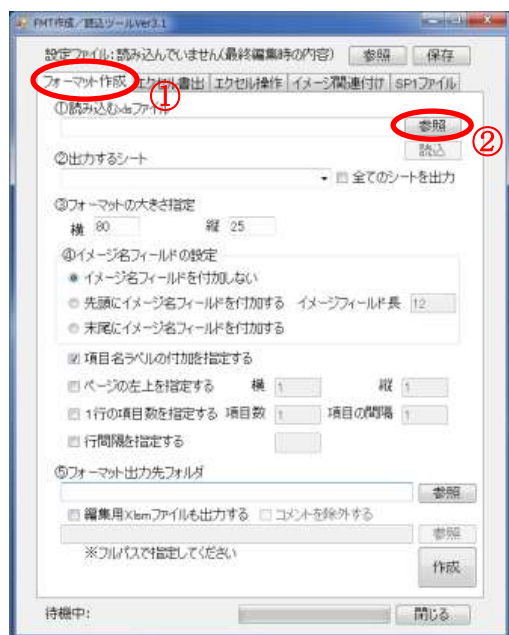 FMT作成/読込ツールVer3.1
設定ファイル:読み込んでいません(最終編集時の内容) 参照 保存
フォーマット作成 エクセル書出 エクセル操作 イメージ関連付け SP1ファイル
①
①読み込むxlsファイル
参照
②
読込
②出力するシート
全てのシートを出力
③フォーマットの大きさ指定
横 80 縦 25
④イメージ名フィールドの設定
イメージ名フィールドを付加しない
先頭にイメージ名フィールドを付加する イメージフィールド長 12
末尾にイメージ名フィールドを付加する
項目名ラベルの付加を指定する
ページの左上を指定する 横 1 縦 1
1行の項目数を指定する 項目数 1 項目の間隔 1
行間隔を指定する
⑤フォーマット出力先フォルダ
参照
編集用xlsmファイルも出力する コメントを除外する
参照
※フルパスで指定してください
作成
待機中: 閉じる